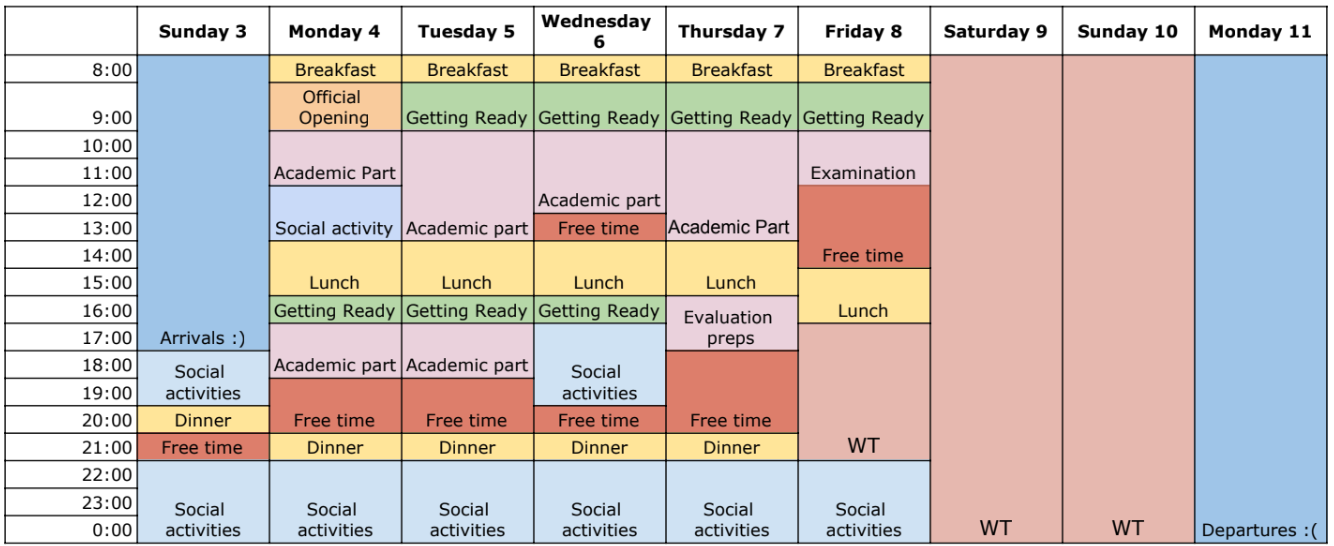 Sunday 3 Monday 4 Tuesday 5 Wednesday 6 Thursday 7 Friday 8 Saturday 9 Sunday 10 Monday 11
8:00 Breakfast Breakfast Breakfast Breakfast Breakfast
Official
9:00 Opening Getting Ready Getting Ready Getting Ready Getting Ready
10:00
11:00 Academic Part Examination
12:00 Academic part
13:00 Social activity Academic part Free time Academic Part
14:00 Free time
15:00 Lunch Lunch Lunch Lunch
16:00 Getting Ready Getting Ready Getting Ready Evaluation Lunch
17:00 Arrivals :) preps
18:00 Social Academic part Academic part Social
19:00 activities activities
20:00 Dinner Free time Free time Free time Free time
21:00 Free time Dinner Dinner Dinner Dinner WT
22:00
23:00 Social Social Social Social Social Social
0:00 activities activities activities activities activities activities WT WT Departures :(